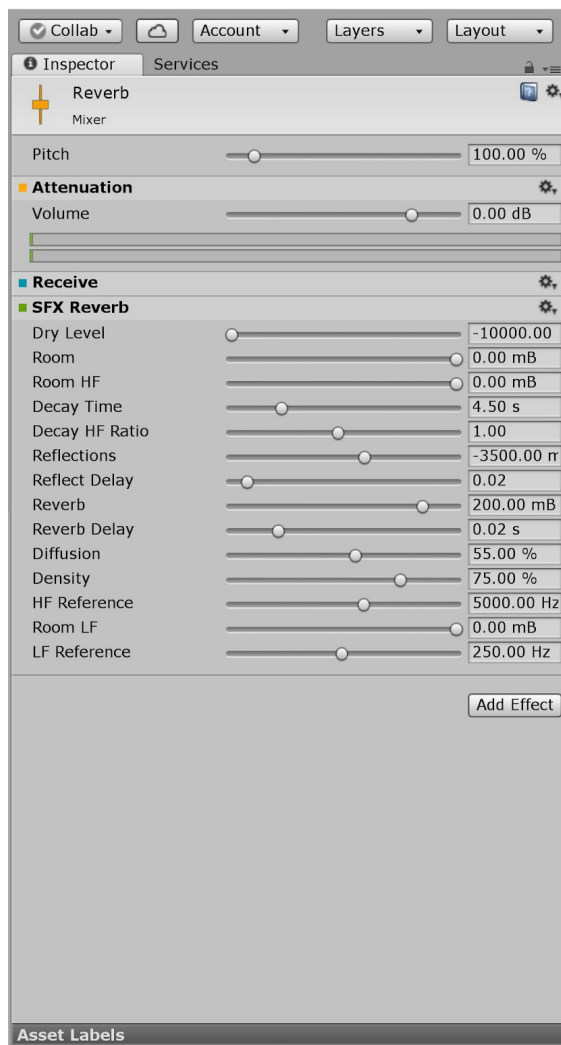 Collab Account Layers Layout
Inspector Services
Reverb
Mixer
Pitch 100.00 %
Attenuation
Volume 0.00 dB
Receive
SFX Reverb
Dry Level -10000.00
Room 0.00 mB
Room HF 0.00 mB
Decay Time 4.50 s
Decay HF Ratio 1.00
Reflections -3500.00 m
Reflect Delay 0.02
Reverb 200.00 mB
Reverb Delay 0.02 s
Diffusion 55.00 %
Density 75.00 %
HF Reference 5000.00 Hz
Room LF 0.00 mB
LF Reference 250.00 Hz
Add Effect
Asset Labels